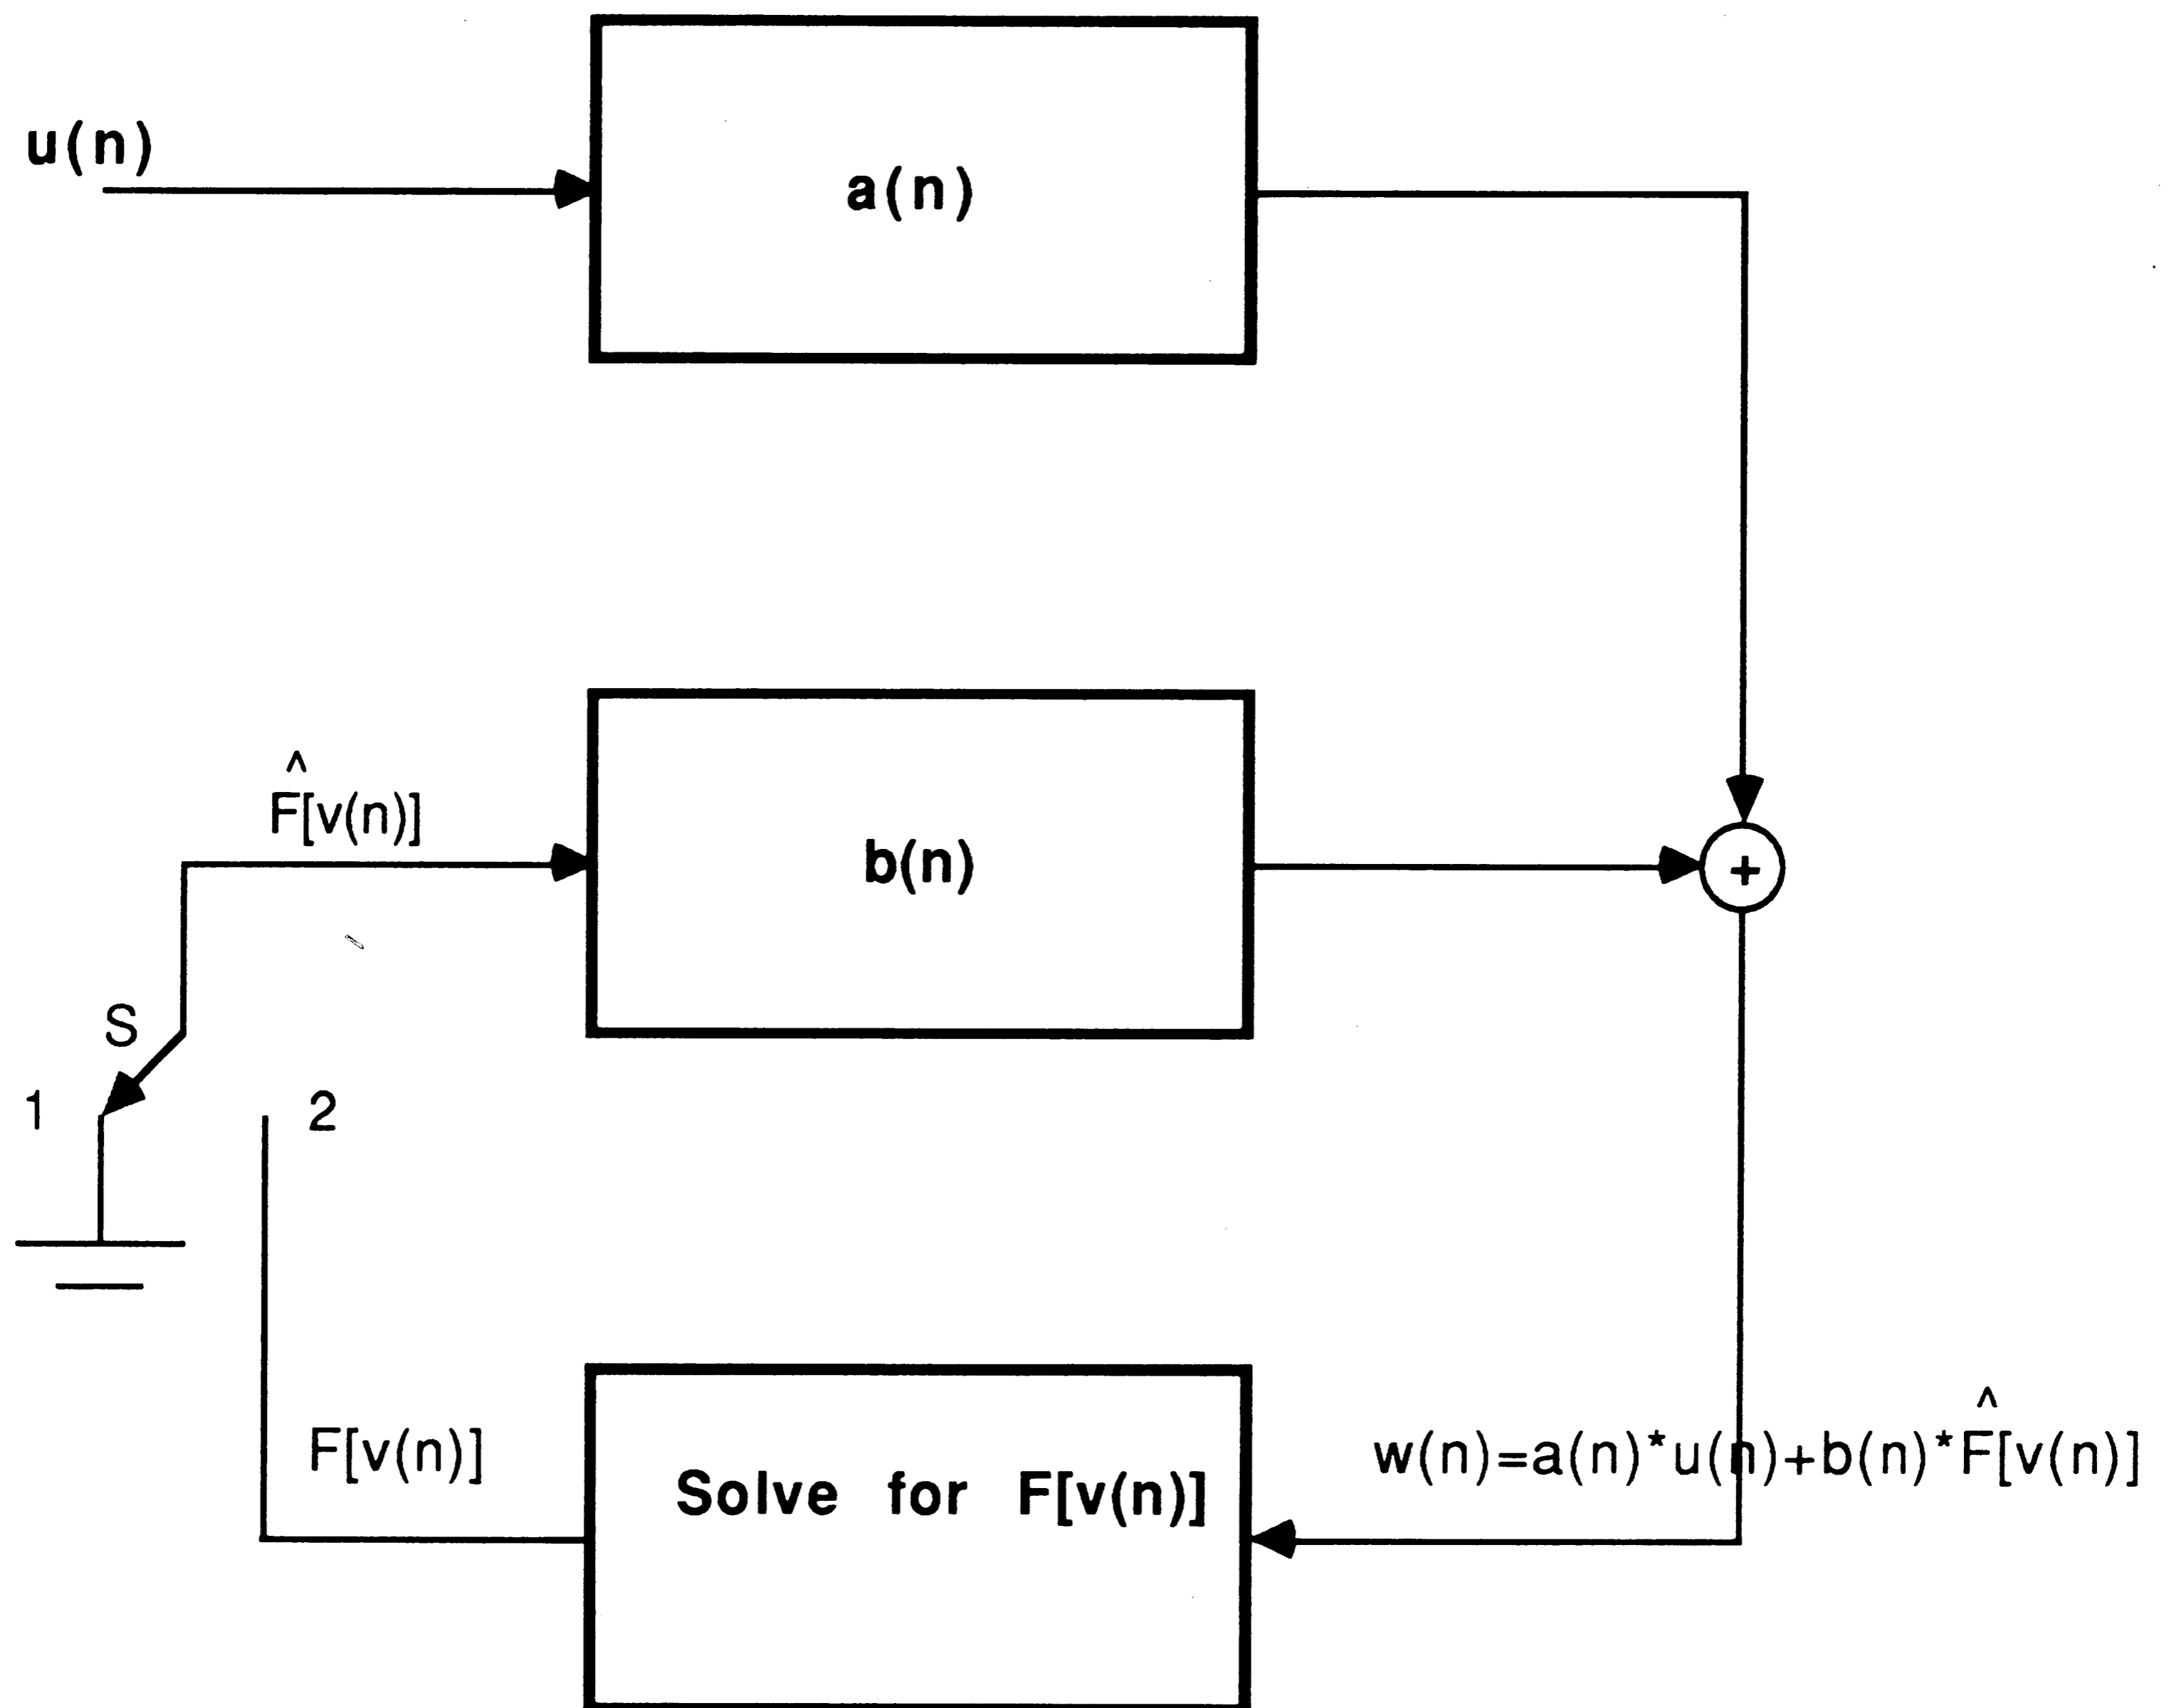 u(n)
a(n)
^
F[v(n)]
b(n)
+
S
1
2
F[v(n)]
Solve for F[v(n)]
^
w(n)=a(n)*u(n)+b(n)*F[v(n)]